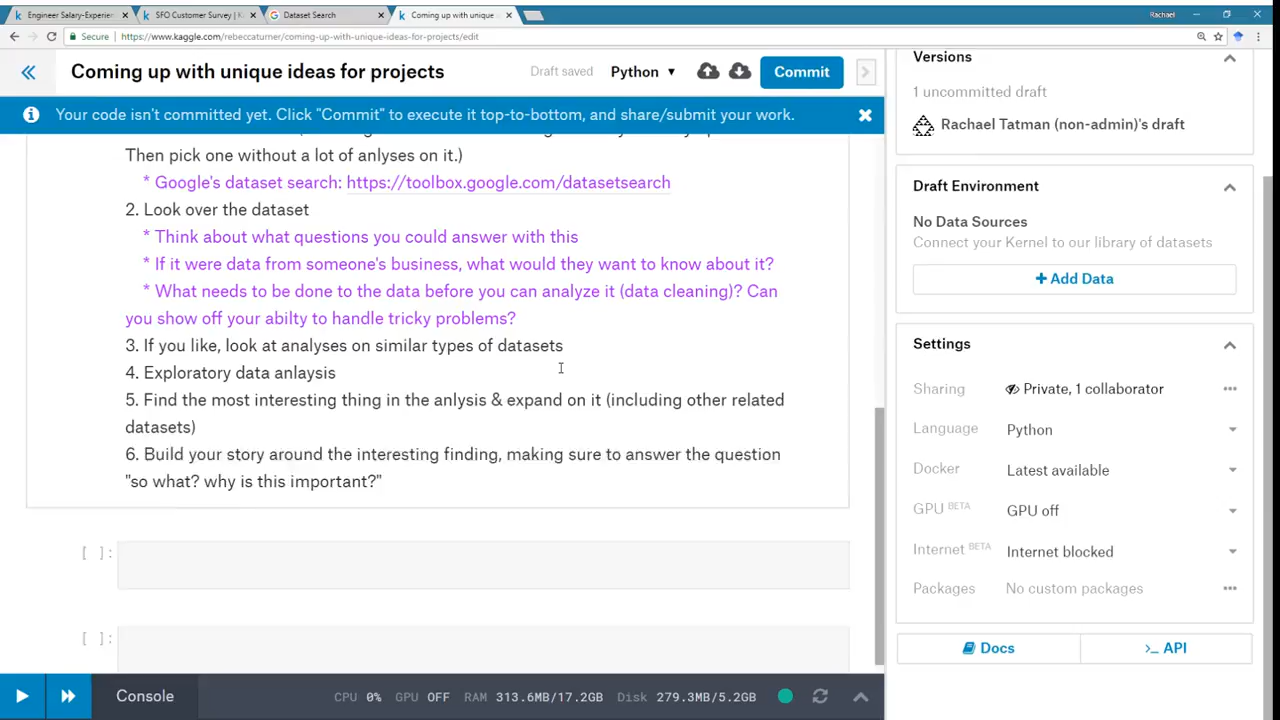 Engineer Salary-Experier
SFO Customer Survey | K
Dataset Search
Coming up with unique
Rachael
Secure | https://www.kaggle.com/rebeccaturner/coming-up-with-unique-ideas-for-projects/edit
Coming up with unique ideas for projects
Draft saved
Python
Commit
Your code isn't committed yet. Click "Commit" to execute it top-to-bottom, and share/submit your work.
Then pick one without a lot of anlyses on it.)
* Google's dataset search: https://toolbox.google.com/datasetsearch
2. Look over the dataset
* Think about what questions you could answer with this
* If it were data from someone's business, what would they want to know about it?
* What needs to be done to the data before you can analyze it (data cleaning)? Can
you show off your abilty to handle tricky problems?
3. If you like, look at analyses on similar types of datasets
4. Exploratory data anlaysis
5. Find the most interesting thing in the anlysis & expand on it (including other related
datasets)
6. Build your story around the interesting finding, making sure to answer the question
"so what? why is this important?"
[ ]:
[ ]:
Console
CPU 0% GPU OFF RAM 313.6MB/17.2GB Disk 279.3MB/5.2GB
Versions
1 uncommitted draft
Rachael Tatman (non-admin)'s draft
Draft Environment
No Data Sources
Connect your Kernel to our library of datasets
+ Add Data
Settings
Sharing Private, 1 collaborator
Language Python
Docker Latest available
GPU BETA GPU off
Internet BETA Internet blocked
Packages No custom packages
Docs
>_ API